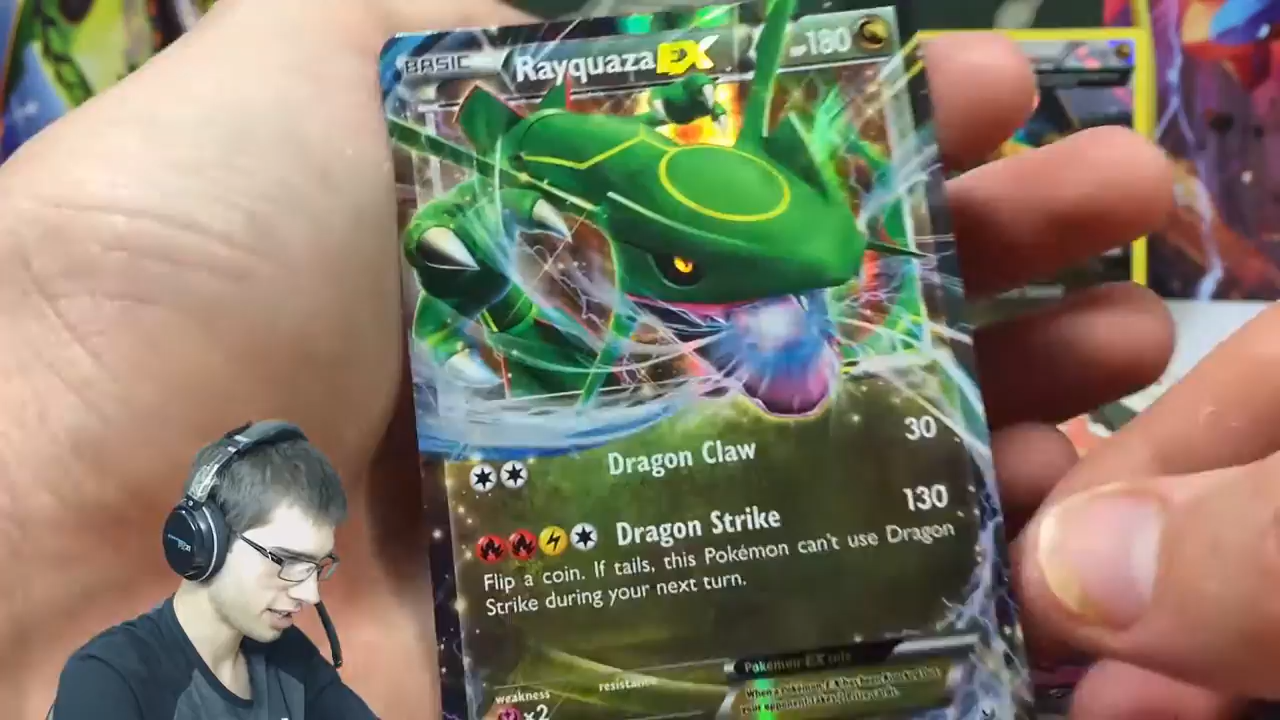 BASIC Rayquaza EX 180
Dragon Claw 30
Dragon Strike 130
Flip a coin. If tails, this Pokémon can't use Dragon
Strike during your next turn.
weakness resistance
×2
Pokémon EX rule